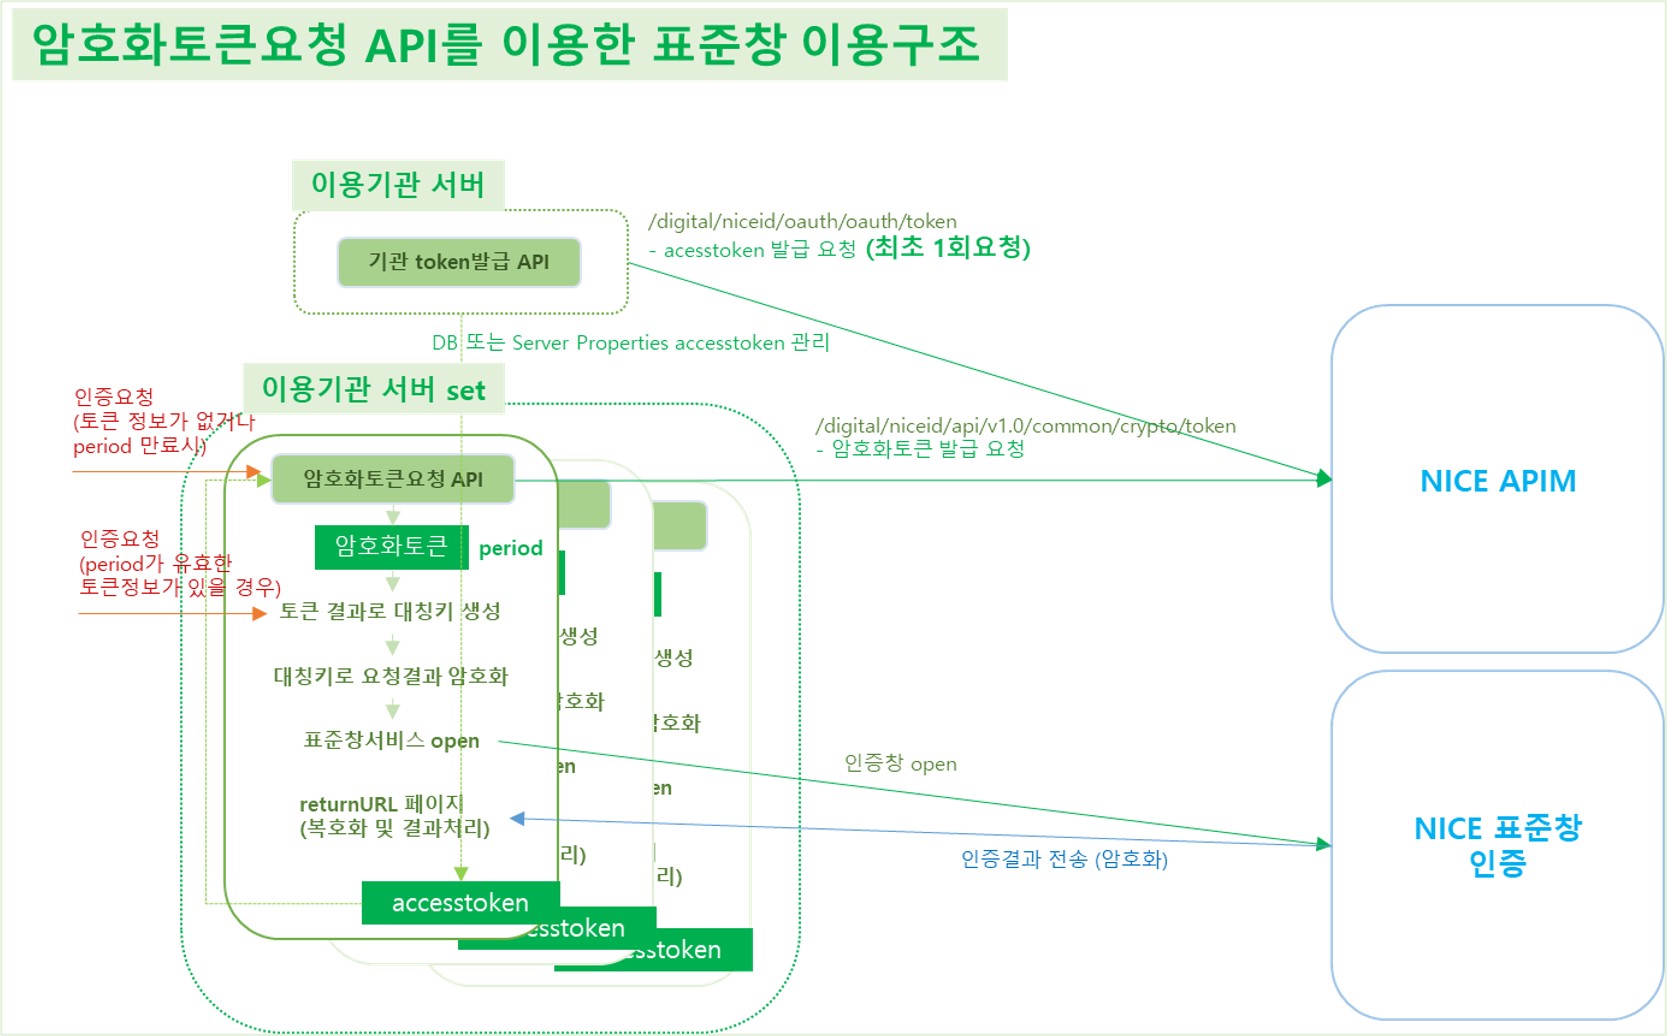 암호화토큰요청 API를 이용한 표준창 이용구조
이용기관 서버
기관 token발급 API
/digital/niceid/oauth/oauth/token
- acesstoken 발급 요청 (최초 1회요청)
DB 또는 Server Properties accesstoken 관리
이용기관 서버 set
인증요청
(토큰 정보가 없거나
period 만료시)
/digital/niceid/api/v1.0/common/crypto/token
- 암호화토큰 발급 요청
암호화토큰요청 API
NICE APIM
암호화토큰
period
인증요청
(period가 유효한
토큰정보가 있을 경우)
토큰 결과로 대칭키 생성
생성
생성
대칭키로 요청결과 암호화
호화
호화
표준창서비스 open
en
en
인증창 open
returnURL 페이지
(복호화 및 결과처리)
리)
리)
인증결과 전송 (암호화)
NICE 표준창
인증
accesstoken
esstoken
sstoken